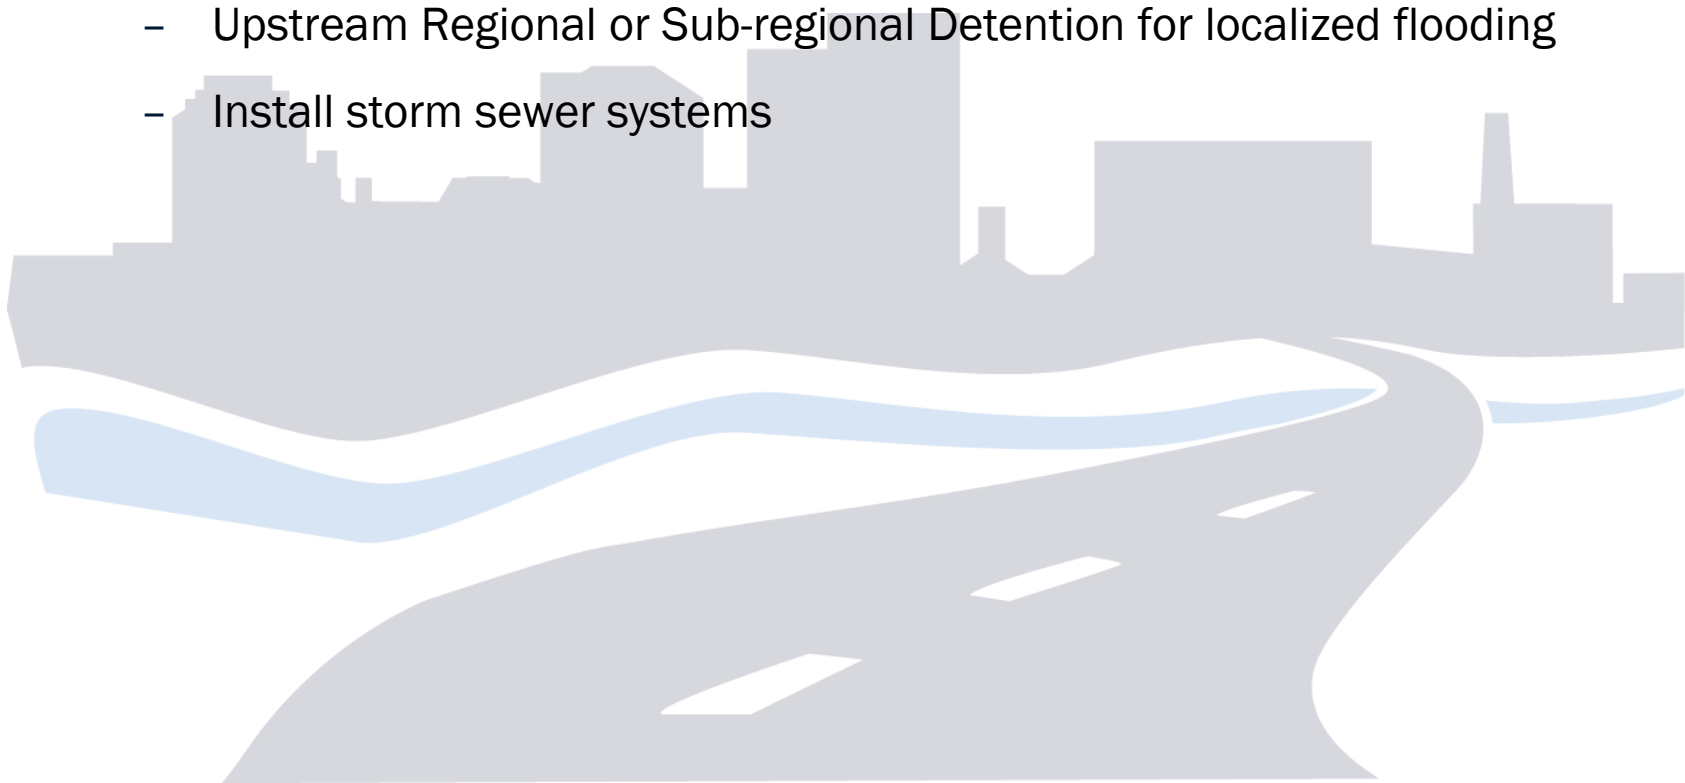 – Upstream Regional or Sub-regional Detention for localized flooding
– Install storm sewer systems